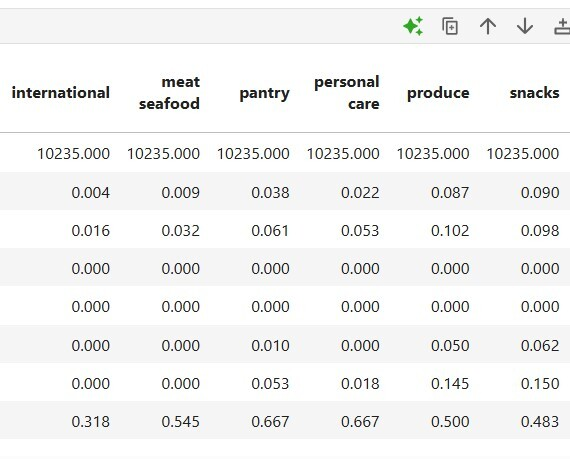 international meat seafood pantry personal care produce snacks
10235.000 10235.000 10235.000 10235.000 10235.000 10235.000
0.004 0.009 0.038 0.022 0.087 0.090
0.016 0.032 0.061 0.053 0.102 0.098
0.000 0.000 0.000 0.000 0.000 0.000
0.000 0.000 0.000 0.000 0.000 0.000
0.000 0.000 0.010 0.000 0.050 0.062
0.000 0.000 0.053 0.018 0.145 0.150
0.318 0.545 0.667 0.667 0.500 0.483